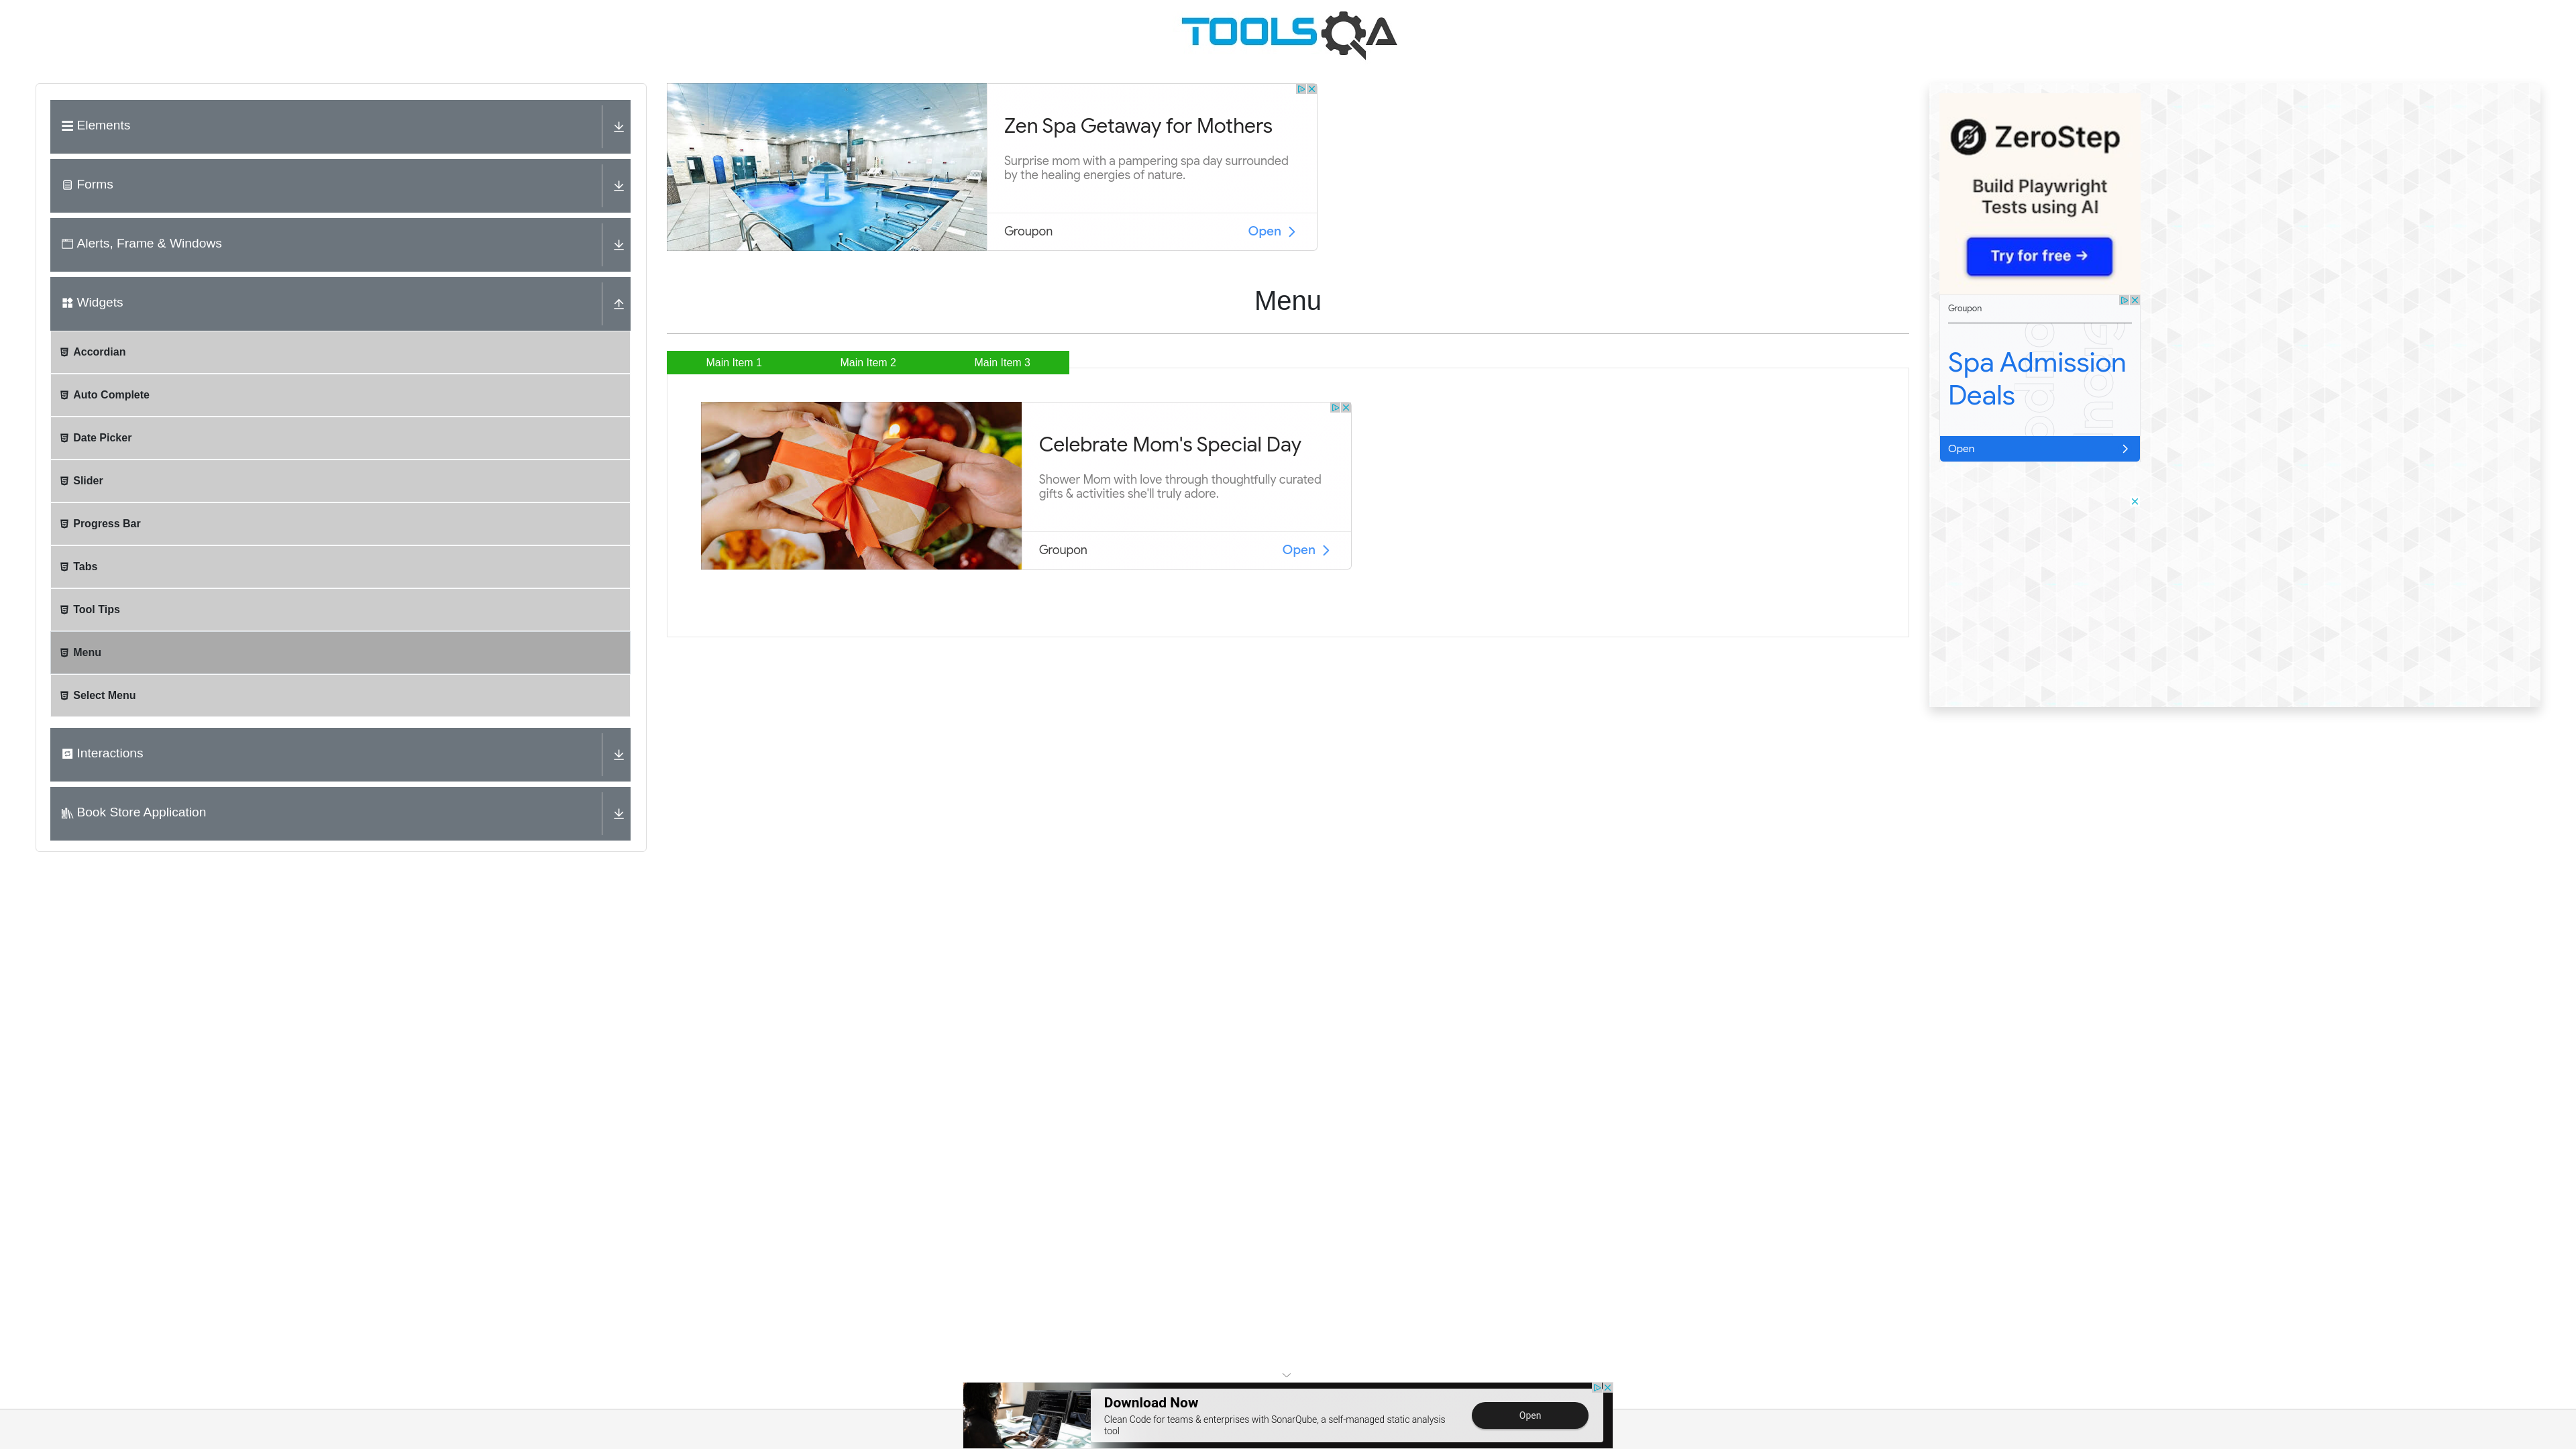 TOOLSQA
Elements
Forms
Alerts, Frame & Windows
Widgets
Accordian
Auto Complete
Date Picker
Slider
Progress Bar
Tabs
Tool Tips
Menu
Select Menu
Interactions
Book Store Application
Zen Spa Getaway for Mothers
Surprise mom with a pampering spa day surrounded
by the healing energies of nature.
Groupon
Open
Menu
Main Item 1
Main Item 2
Main Item 3
Celebrate Mom's Special Day
Shower Mom with love through thoughtfully curated
gifts & activities she'll truly adore.
Groupon
Open
ZeroStep
Build Playwright
Tests using AI
Try for free →
Groupon
Spa Admission
Deals
Open
Download Now
Clean Code for teams & enterprises with SonarQube, a self-managed static analysis
tool
Open